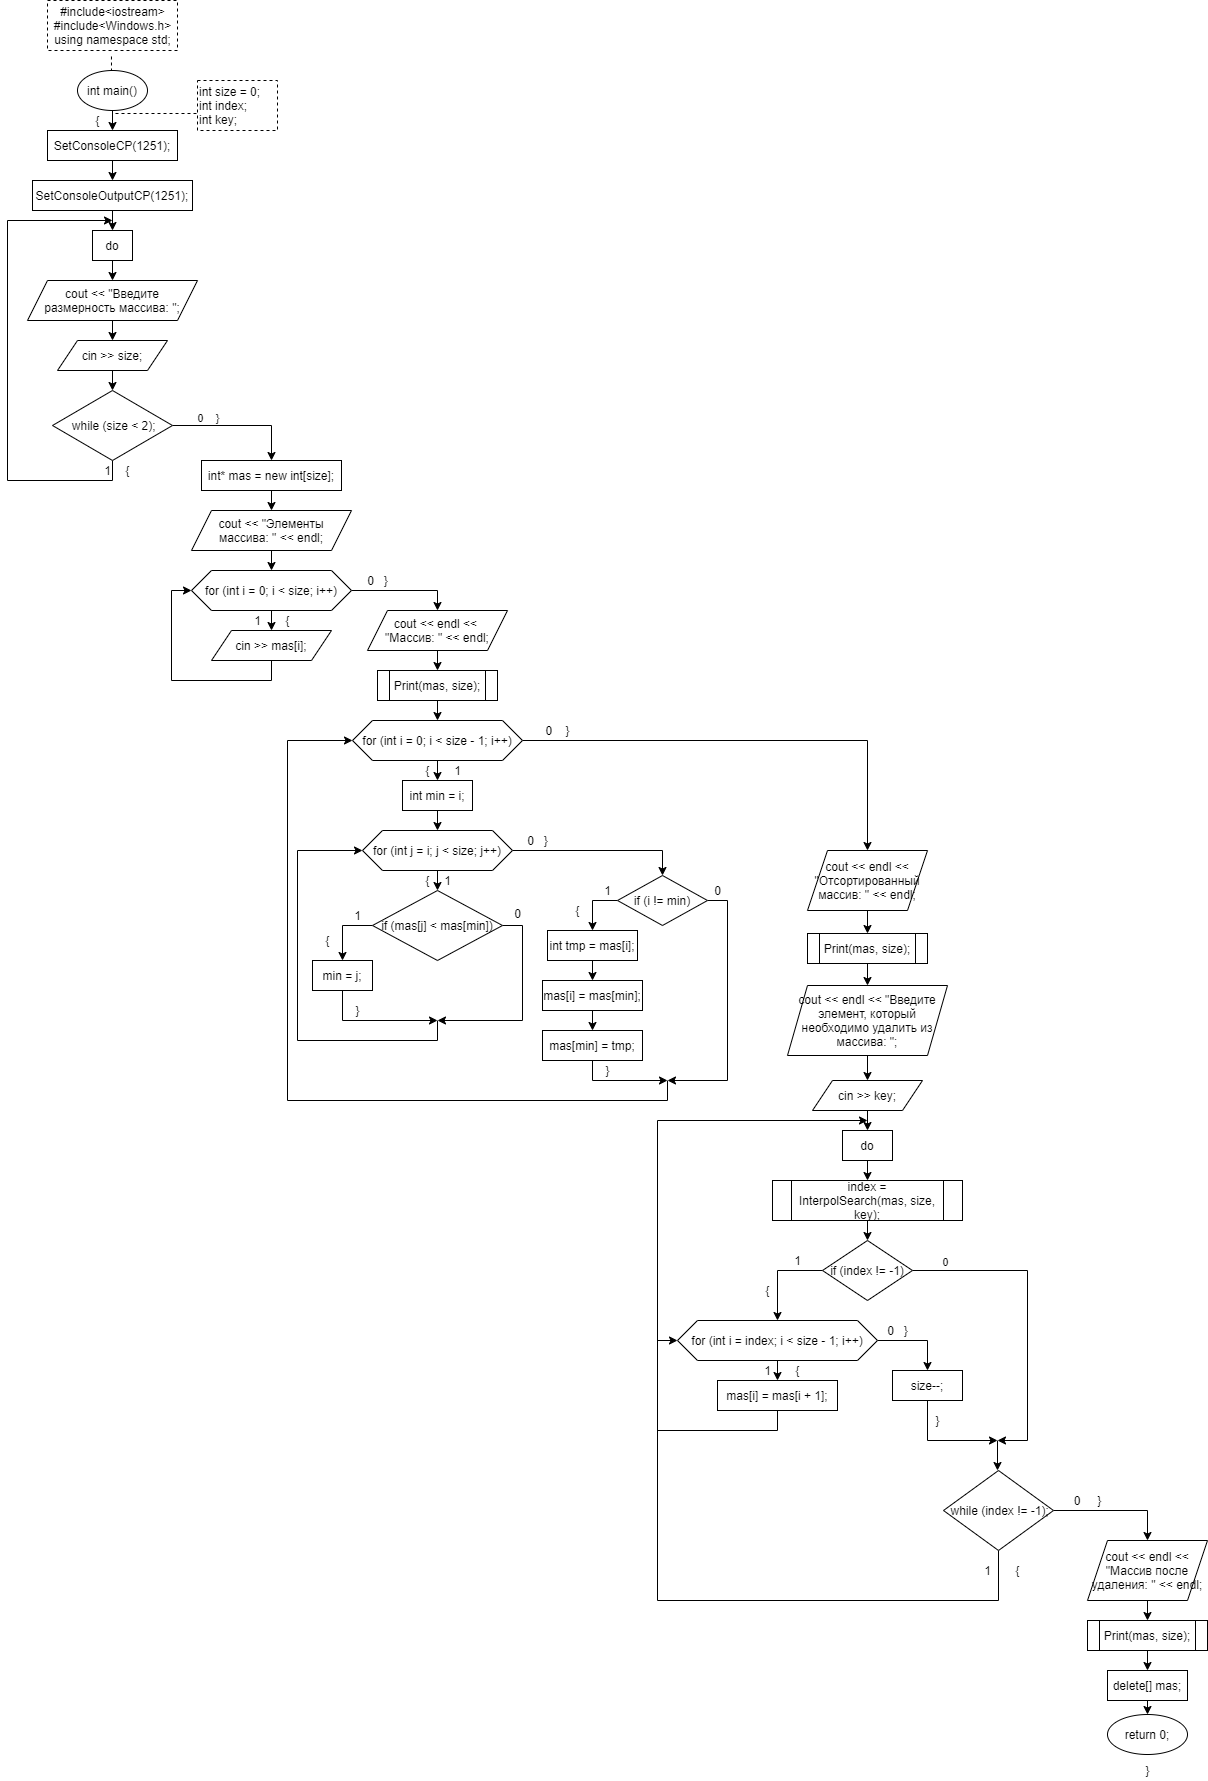 #include<iostream>
#include<Windows.h>
using namespace std;
int main()
int size = 0;
int index;
int key;
{
SetConsoleCP(1251);
SetConsoleOutputCP(1251);
do
cout << "Введите
размерность массива: ";
cin >> size;
while (size < 2);
0 }
1 {
int* mas = new int[size];
cout << "Элементы
массива: " << endl;
for (int i = 0; i < size; i++)
0 }
1 {
cin >> mas[i];
cout << endl <<
"Массив: " << endl;
Print(mas, size);
for (int i = 0; i < size - 1; i++)
0 }
{ 1
int min = i;
for (int j = i; j < size; j++)
0 }
{ 1
if (mas[j] < mas[min])
1
0
{
min = j;
}
if (i != min)
1
0
{
int tmp = mas[i];
mas[i] = mas[min];
mas[min] = tmp;
}
cout << endl <<
"Отсортированный
массив: " << endl;
Print(mas, size);
cout << endl << "Введите
элемент, который
необходимо удалить из
массива: ";
cin >> key;
do
index =
InterpolSearch(mas, size,
key);
if (index != -1)
1
0
{
for (int i = index; i < size - 1; i++)
0 }
1 {
mas[i] = mas[i + 1];
size--;
}
while (index != -1);
0 }
1 {
cout << endl <<
"Массив после
удаления: " << endl;
Print(mas, size);
delete[] mas;
return 0;
}